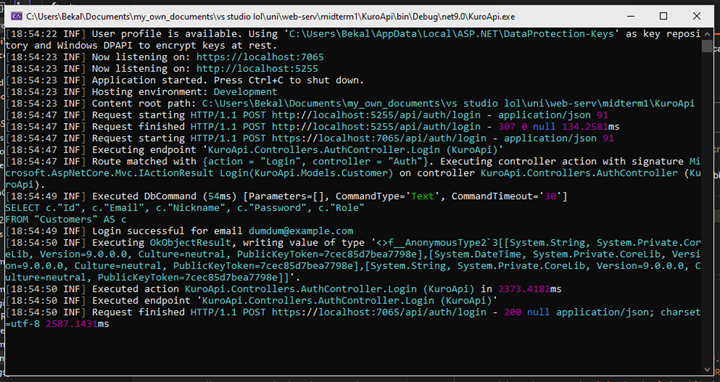 C:\Users\Bekal\Documents\my_own_documents\vs studio lol\uni\web-serv\midterm1\KuroApi\bin\Debug\net9.0\KuroApi.exe
[18:54:22 INF] User profile is available. Using 'C:\Users\Bekal\AppData\Local\ASP.NET\DataProtection-Keys' as key reposi
tory and Windows DPAPI to encrypt keys at rest.
[18:54:23 INF] Now listening on: https://localhost:7065
[18:54:23 INF] Now listening on: http://localhost:5255
[18:54:23 INF] Application started. Press Ctrl+C to shut down.
[18:54:23 INF] Hosting environment: Development
[18:54:23 INF] Content root path: C:\Users\Bekal\Documents\my_own_documents\vs studio lol\uni\web-serv\midterm1\KuroApi
[18:54:47 INF] Request starting HTTP/1.1 POST http://localhost:5255/api/auth/login - application/json 91
[18:54:47 INF] Request finished HTTP/1.1 POST http://localhost:5255/api/auth/login - 307 0 null 134.2581ms
[18:54:47 INF] Request starting HTTP/1.1 POST https://localhost:7065/api/auth/login - application/json 91
[18:54:47 INF] Executing endpoint 'KuroApi.Controllers.AuthController.Login (KuroApi)'
[18:54:47 INF] Route matched with {action = "Login", controller = "Auth"}. Executing controller action with signature Mi
crosoft.AspNetCore.Mvc.IActionResult Login(KuroApi.Models.Customer) on controller KuroApi.Controllers.AuthController (Ku
roApi).
[18:54:49 INF] Executed DbCommand (54ms) [Parameters=[], CommandType='Text', CommandTimeout='30']
SELECT c."Id", c."Email", c."Nickname", c."Password", c."Role"
FROM "Customers" AS c
[18:54:49 INF] Login successful for email dumdum@example.com
[18:54:50 INF] Executing OkObjectResult, writing value of type '<>f__AnonymousType2`3[[System.String, System.Private.Cor
eLib, Version=9.0.0.0, Culture=neutral, PublicKeyToken=7cec85d7bea7798e],[System.DateTime, System.Private.CoreLib, Versi
on=9.0.0.0, Culture=neutral, PublicKeyToken=7cec85d7bea7798e],[System.String, System.Private.CoreLib, Version=9.0.0.0, C
ulture=neutral, PublicKeyToken=7cec85d7bea7798e]]'.
[18:54:50 INF] Executed action KuroApi.Controllers.AuthController.Login (KuroApi) in 2373.4182ms
[18:54:50 INF] Executed endpoint 'KuroApi.Controllers.AuthController.Login (KuroApi)'
[18:54:50 INF] Request finished HTTP/1.1 POST https://localhost:7065/api/auth/login - 200 null application/json; charset
=utf-8 2587.1431ms